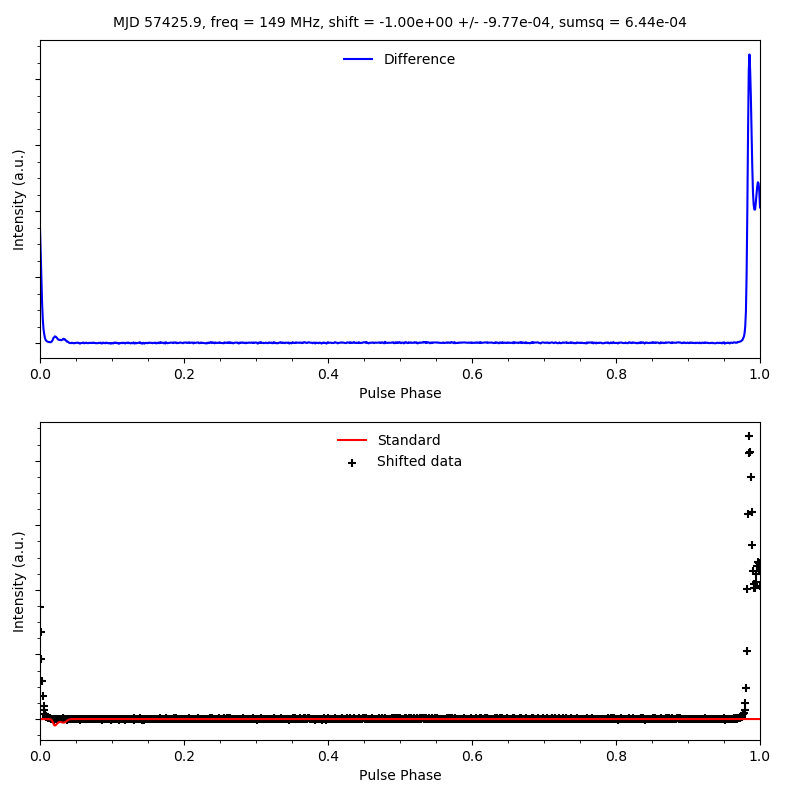 MJD 57425.9, freq = 149 MHz, shift = -1.00e+00 +/- -9.77e-04, sumsq = 6.44e-04
Difference
Intensity (a.u.)
0.0 0.2 0.4 0.6 0.8 1.0
Pulse Phase
Standard
Shifted data
Intensity (a.u.)
0.0 0.2 0.4 0.6 0.8 1.0
Pulse Phase